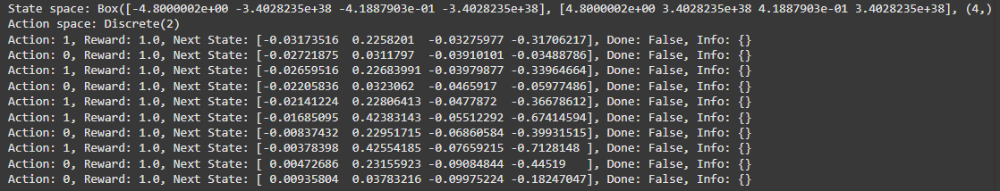 State space: Box([-4.8000002e+00 -3.4028235e+38 -4.1887903e-01 -3.4028235e+38], [4.8000002e+00 3.4028235e+38 4.1887903e-01 3.4028235e+38], (4,)
Action space: Discrete(2)
Action: 1, Reward: 1.0, Next State: [-0.03173516  0.2258201  -0.03275977 -0.31706217], Done: False, Info: {}
Action: 0, Reward: 1.0, Next State: [-0.02721875  0.0311797  -0.03910101 -0.03488786], Done: False, Info: {}
Action: 1, Reward: 1.0, Next State: [-0.02659516  0.22683991 -0.03979877 -0.33964664], Done: False, Info: {}
Action: 0, Reward: 1.0, Next State: [-0.02205836  0.0323062  -0.0465917  -0.05977486], Done: False, Info: {}
Action: 1, Reward: 1.0, Next State: [-0.02141224  0.22806413 -0.0477872  -0.36678612], Done: False, Info: {}
Action: 1, Reward: 1.0, Next State: [-0.01685095  0.42383143 -0.05512292 -0.67414594], Done: False, Info: {}
Action: 0, Reward: 1.0, Next State: [-0.00837432  0.22951715 -0.06860584 -0.39931515], Done: False, Info: {}
Action: 1, Reward: 1.0, Next State: [-0.00378398  0.42554185 -0.07659215 -0.7128148 ], Done: False, Info: {}
Action: 0, Reward: 1.0, Next State: [ 0.00472686  0.23155923 -0.09084844 -0.44519   ], Done: False, Info: {}
Action: 0, Reward: 1.0, Next State: [ 0.00935804  0.03783216 -0.09975224 -0.18247047], Done: False, Info: {}